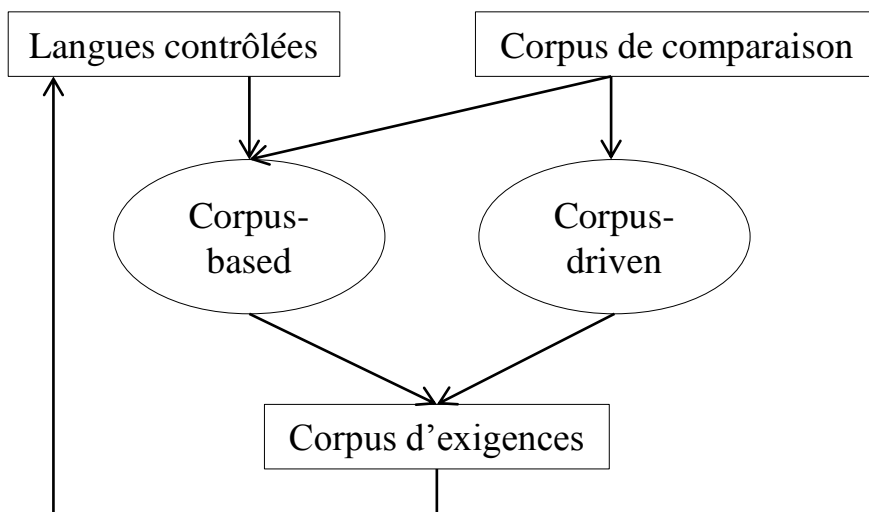 Langues contrôlées
Corpus de comparaison
Corpus-
based
Corpus-
driven
Corpus d’exigences